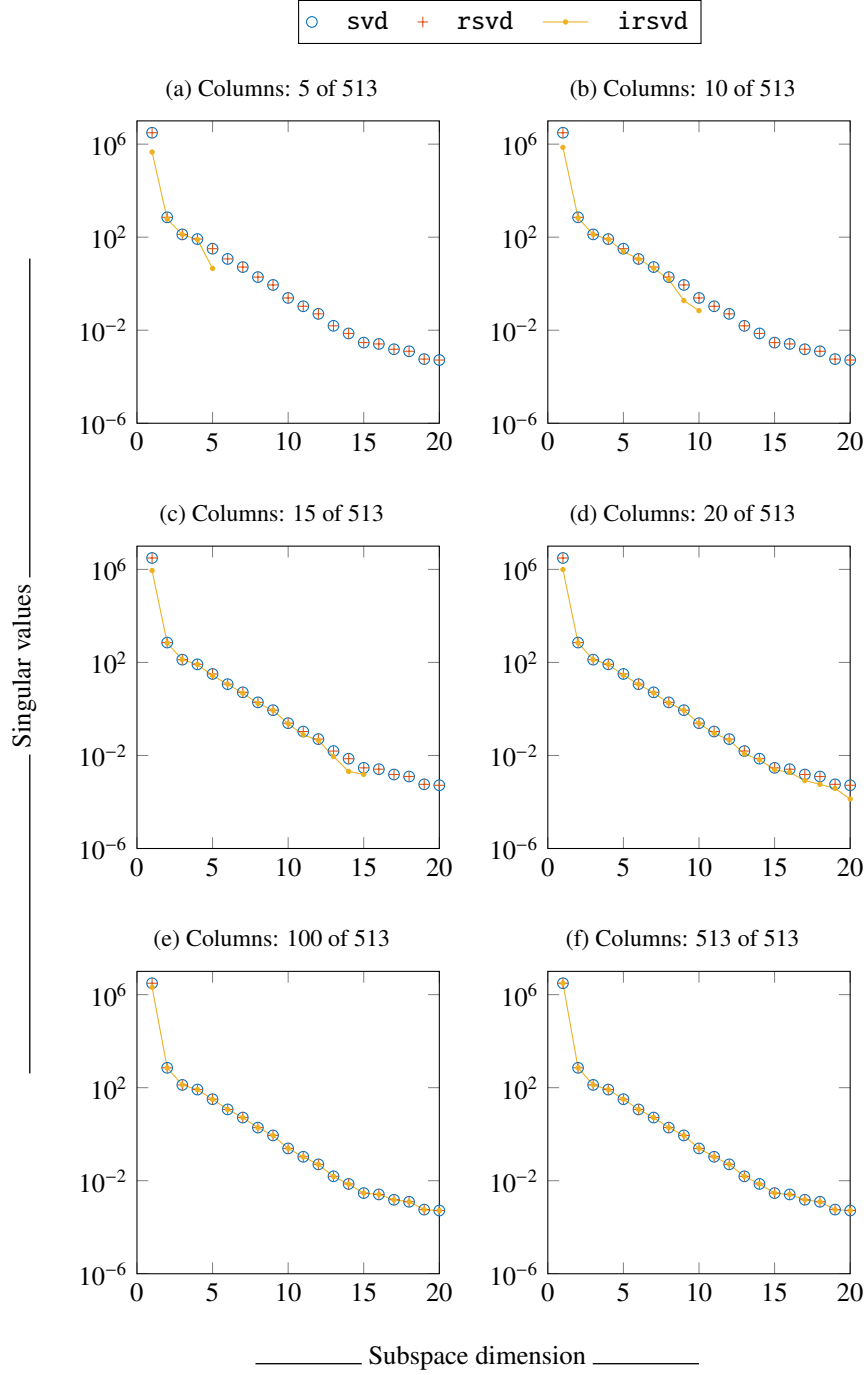 svd rsvd irsvd
(a) Columns: 5 of 513
(b) Columns: 10 of 513
10^6
10^2
10^−2
10^−6
0 5 10 15 20
10^6
10^2
10^−2
10^−6
0 5 10 15 20
(c) Columns: 15 of 513
(d) Columns: 20 of 513
10^6
10^2
10^−2
10^−6
0 5 10 15 20
10^6
10^2
10^−2
10^−6
0 5 10 15 20
(e) Columns: 100 of 513
(f) Columns: 513 of 513
10^6
10^2
10^−2
10^−6
0 5 10 15 20
10^6
10^2
10^−2
10^−6
0 5 10 15 20
Singular values
Subspace dimension